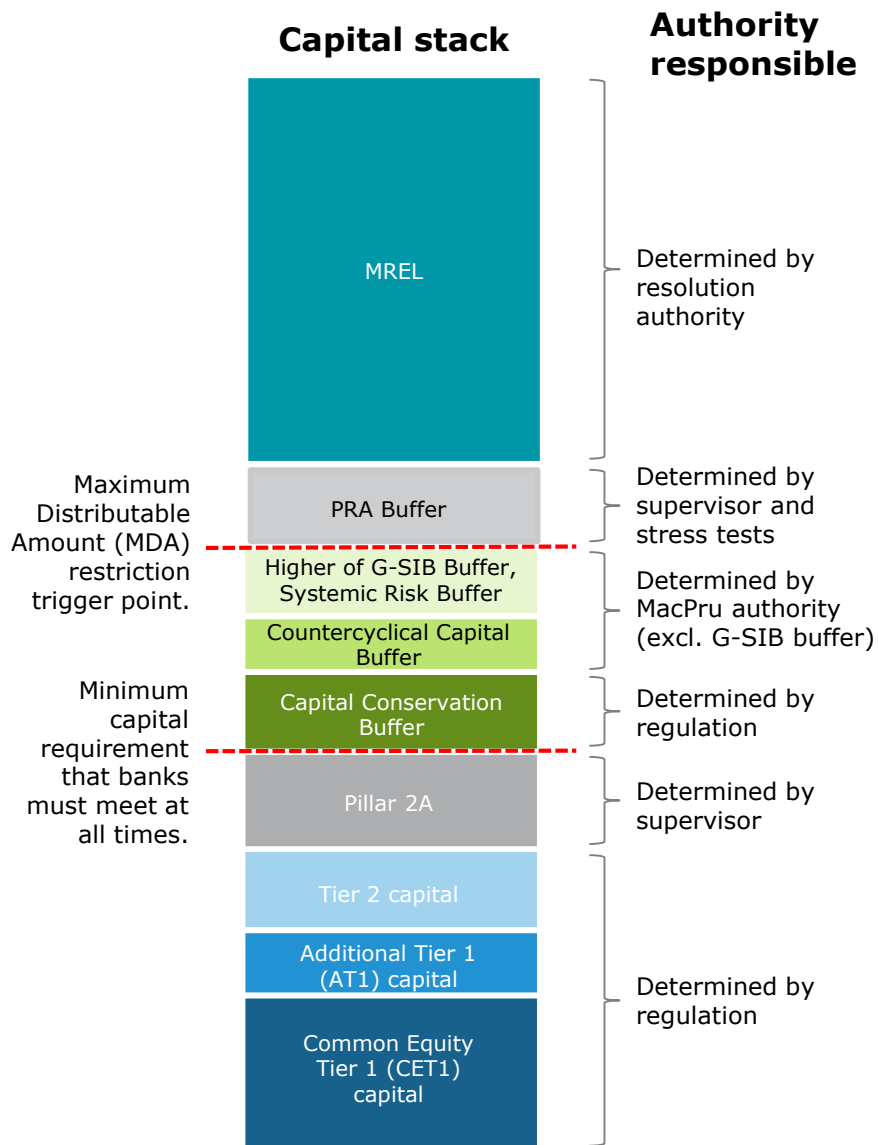 Capital stack
Authority
responsible
MREL
Determined by
resolution
authority
Maximum
Distributable
Amount (MDA)
restriction
trigger point.
PRA Buffer
Determined by
supervisor and
stress tests
Higher of G-SIB Buffer,
Systemic Risk Buffer
Countercyclical Capital
Buffer
Determined by
MacPru authority
(excl. G-SIB buffer)
Minimum
capital
requirement
that banks
must meet at
all times.
Capital Conservation
Buffer
Determined by
regulation
Pillar 2A
Determined by
supervisor
Tier 2 capital
Additional Tier 1
(AT1) capital
Common Equity
Tier 1 (CET1)
capital
Determined by
regulation